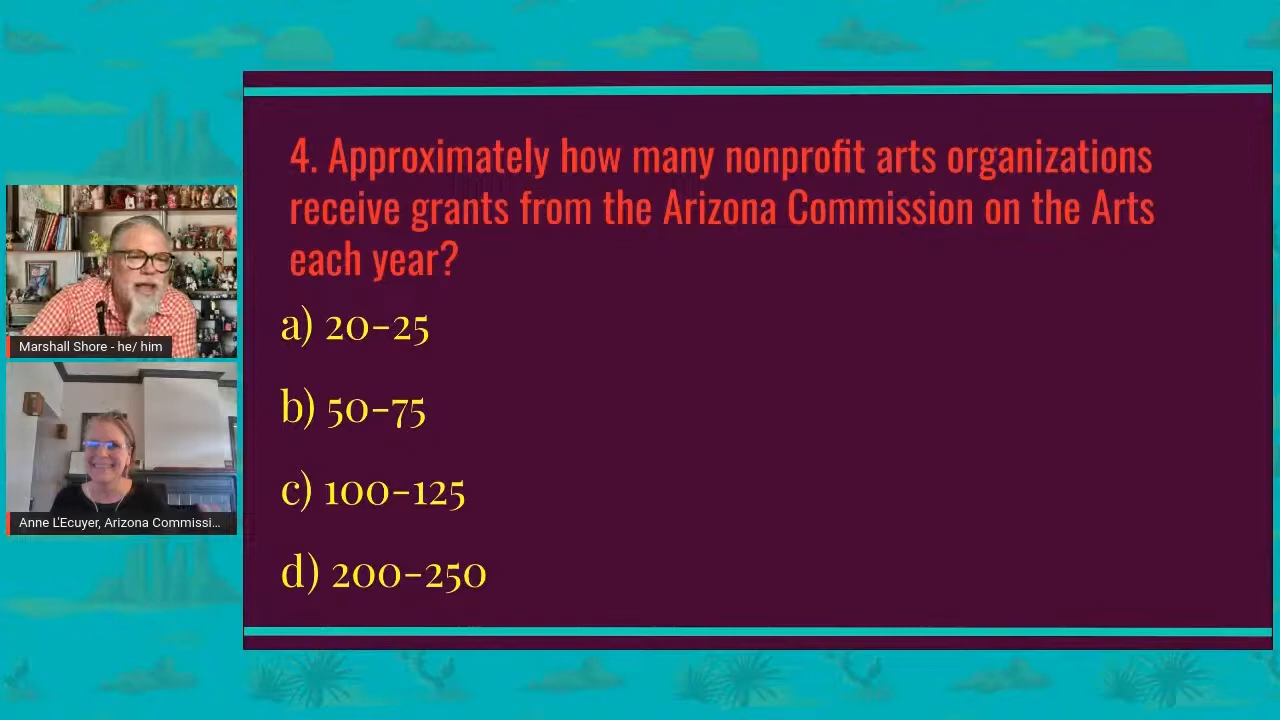 4. Approximately how many nonprofit arts organizations
receive grants from the Arizona Commission on the Arts
each year?
a) 20-25
b) 50-75
c) 100-125
d) 200-250
Marshall Shore - he/ him
Anne L'Ecuyer, Arizona Commissi...